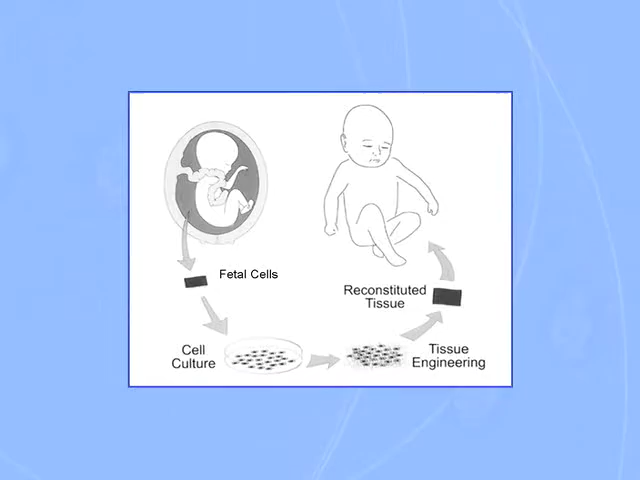 Fetal Cells
Reconstituted
Tissue
Cell
Culture
Tissue
Engineering